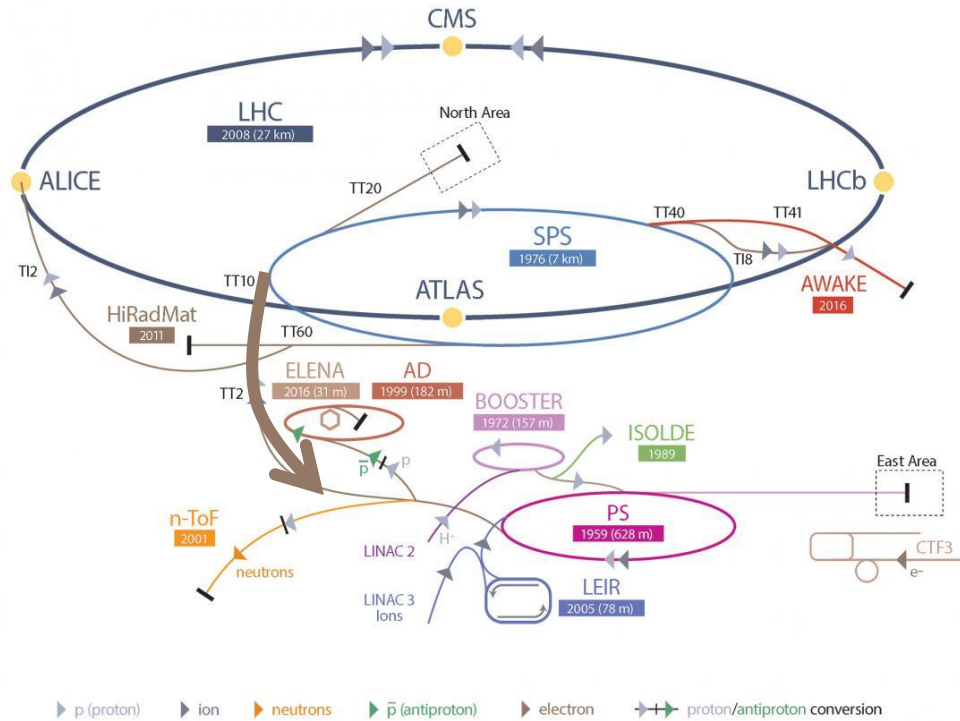 CMS
LHC
2008 (27 km)
North Area
ALICE
TT20
LHCb
TT40
TT41
SPS
1976 (7 km)
TI2
TT10
TI8
ATLAS
AWAKE
2016
HiRadMat
2011
TT60
ELENA
2016 (31 m)
AD
1999 (182 m)
TT2
BOOSTER
1972 (157 m)
ISOLDE
1989
p̅
p
East Area
n-ToF
2001
H⁺
PS
1959 (628 m)
LINAC 2
neutrons
CTF3
e-
LEIR
2005 (78 m)
LINAC 3
Ions
p (proton)
ion
neutrons
p̅ (antiproton)
electron
proton/antiproton conversion